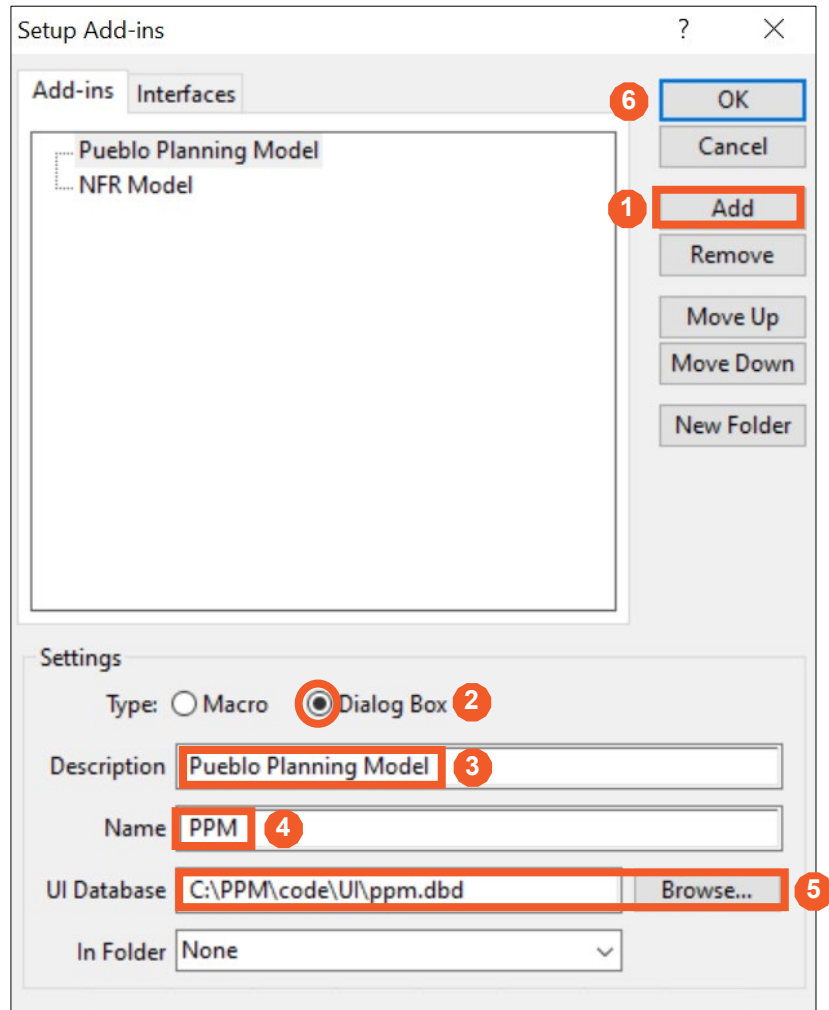 Setup Add-ins ? ×
Add-ins Interfaces
6 OK
Cancel
Pueblo Planning Model
NFR Model
1 Add
Remove
Move Up
Move Down
New Folder
Settings
Type: Macro Dialog Box 2
Description Pueblo Planning Model 3
Name PPM 4
UI Database C:\PPM\code\UI\ppm.dbd Browse... 5
In Folder None